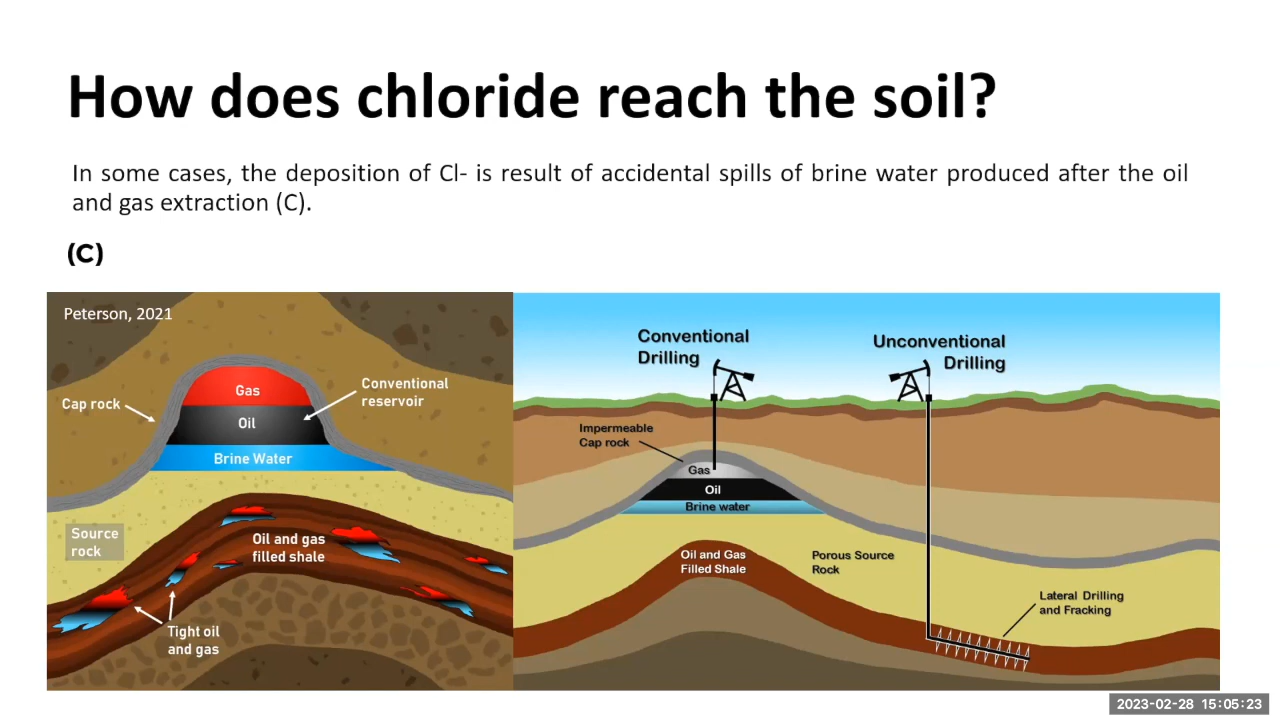 How does chloride reach the soil?
In some cases, the deposition of Cl- is result of accidental spills of brine water produced after the oil
and gas extraction (C).
(C)
Peterson, 2021
Gas
Oil
Brine Water
Cap rock
Conventional
reservoir
Source
rock
Oil and gas
filled shale
Tight oil
and gas
Conventional
Drilling
Unconventional
Drilling
Impermeable
Cap rock
Gas
Oil
Brine water
Oil and Gas
Filled Shale
Porous Source
Rock
Lateral Drilling
and Fracking
2023-02-28 15:05:23